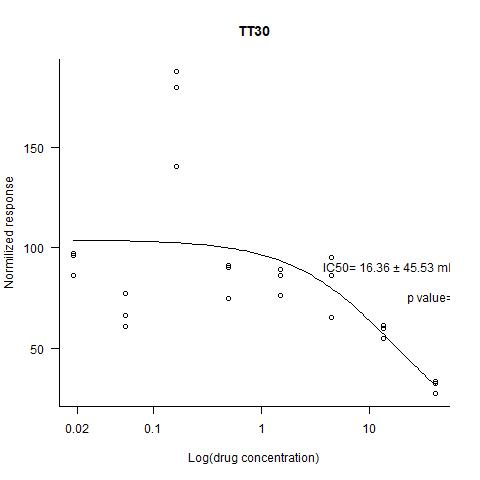 TT30
Normilized response
150
100
50
IC50= 16.36 ± 45.53 ml
p value=
0.02
0.1
1
10
Log(drug concentration)